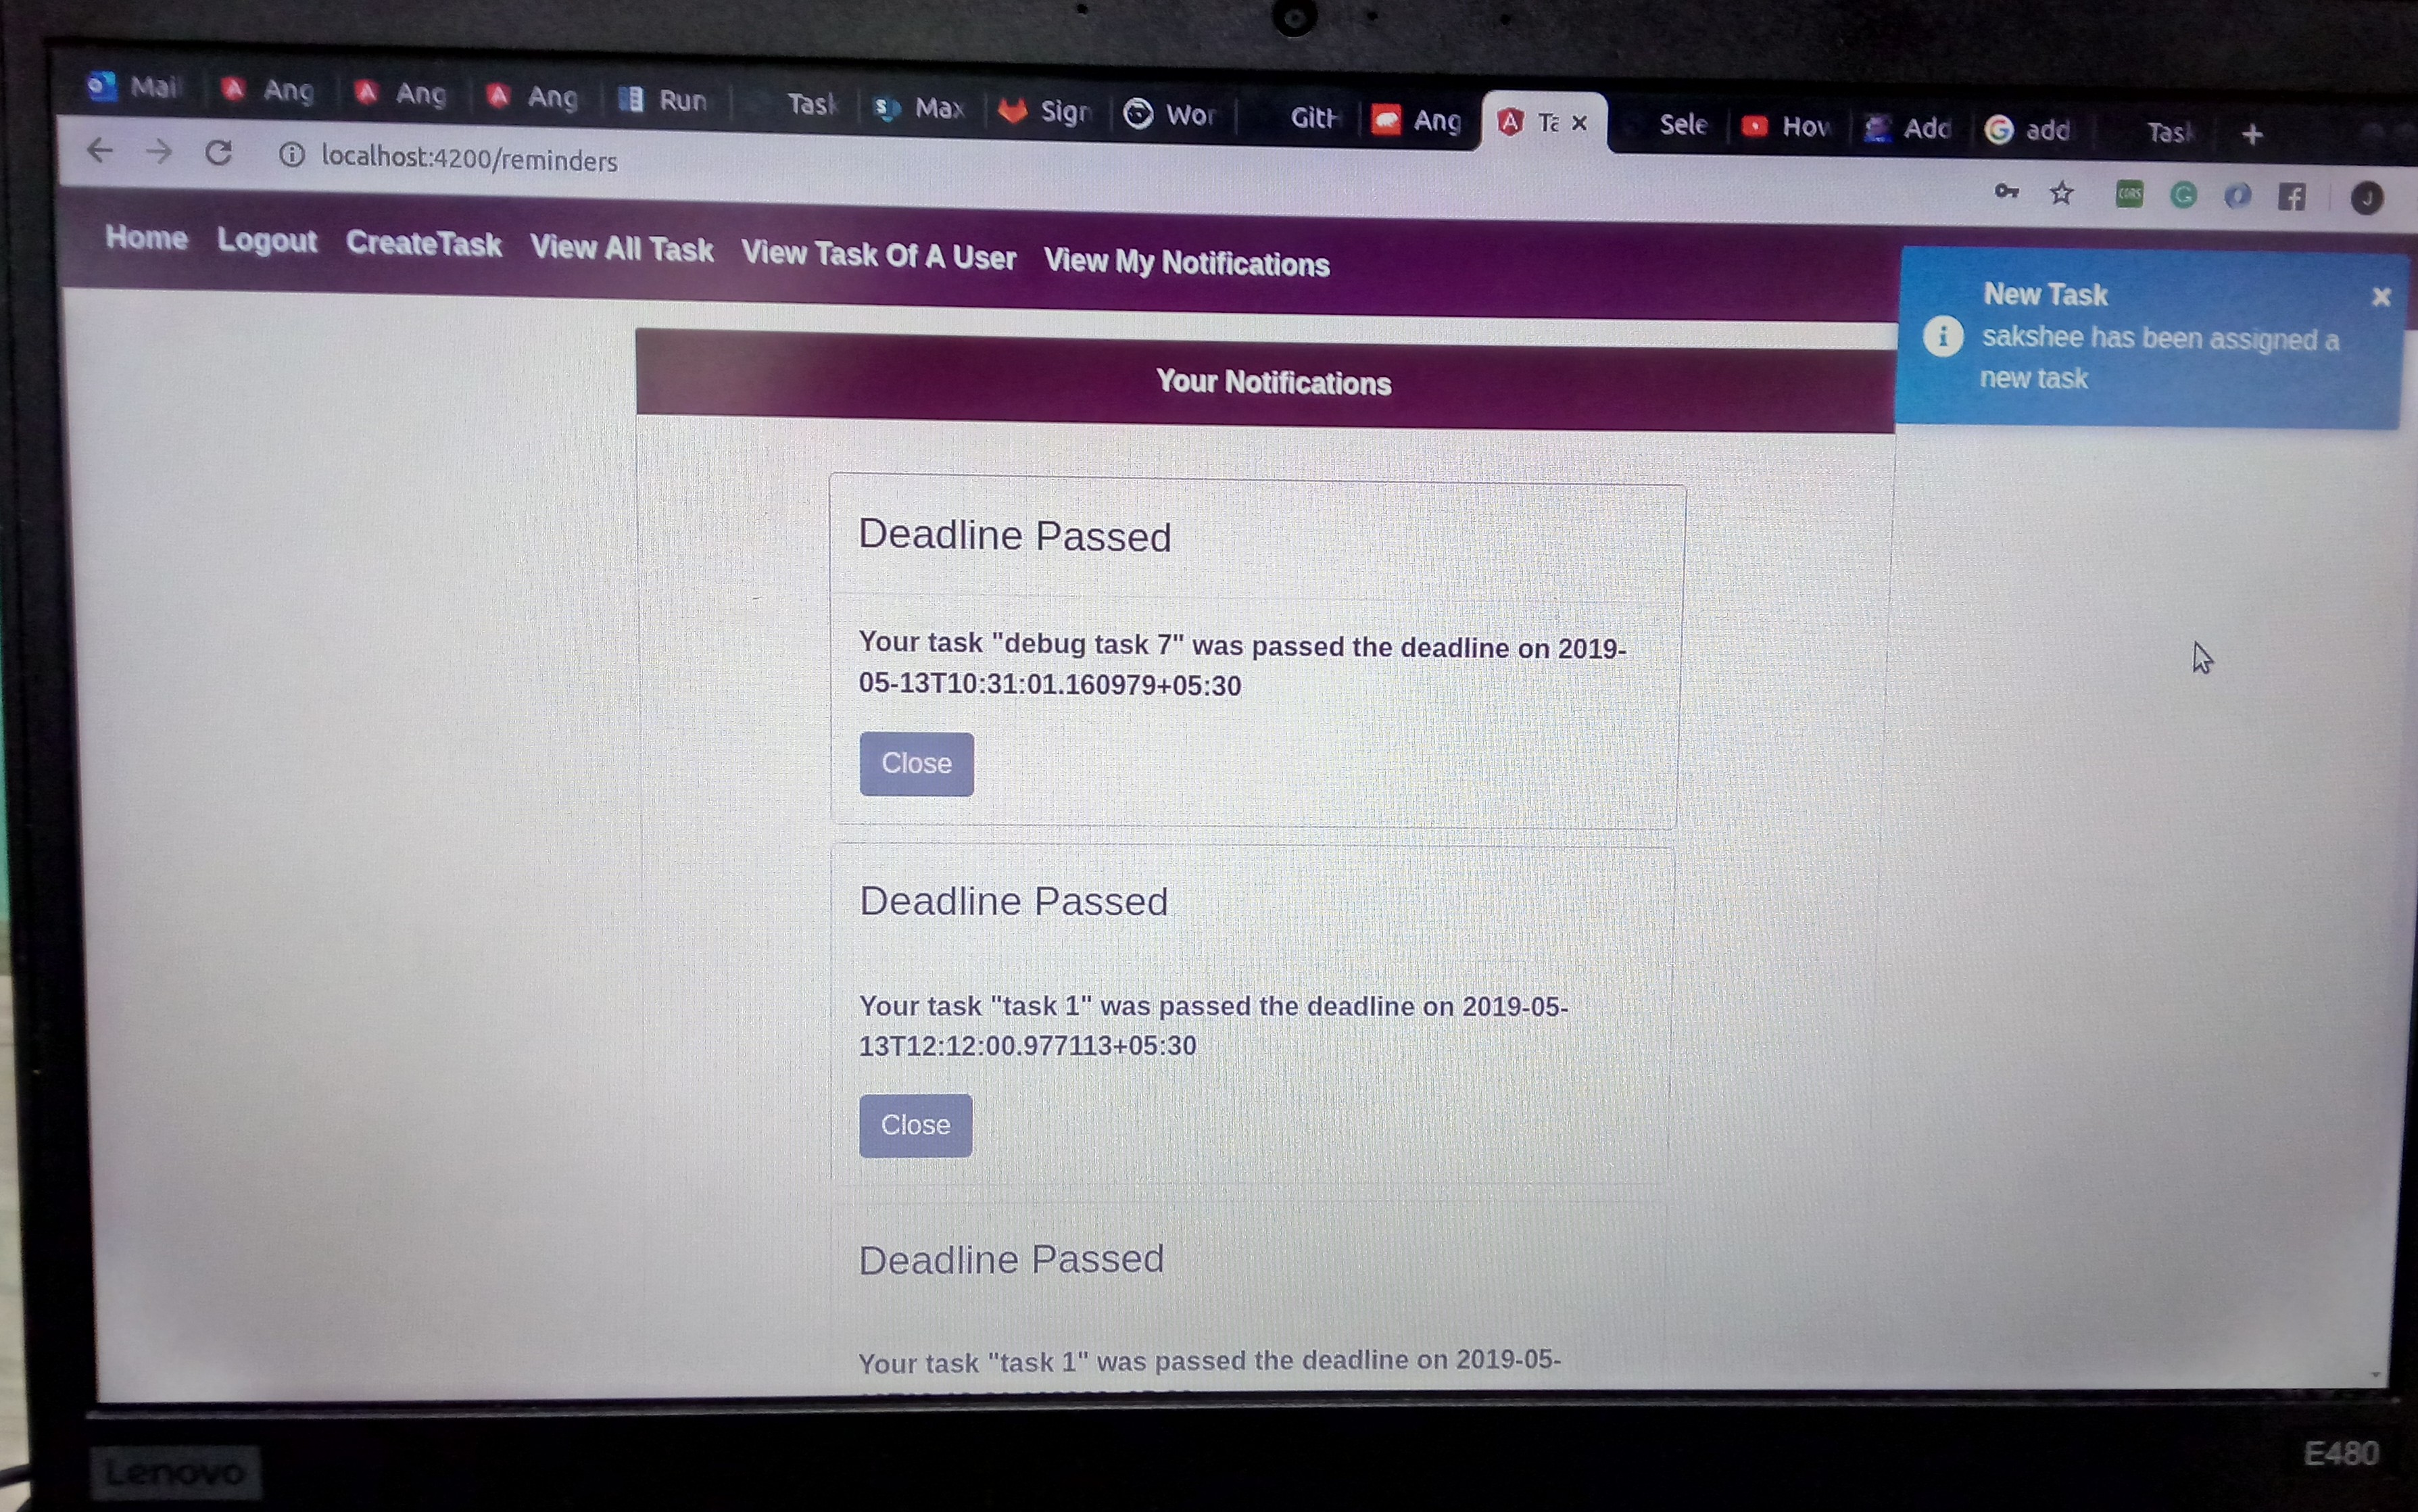 Mail Ang Ang Ang Run Task Max Sign Wor GitH Ang Ta Sele How Add add Task
localhost:4200/reminders
CORS
J
Home Logout CreateTask View All Task View Task Of A User View My Notifications
New Task
sakshee has been assigned a
new task
Your Notifications
Deadline Passed
Your task "debug task 7" was passed the deadline on 2019-
05-13T10:31:01.160979+05:30
Close
Deadline Passed
Your task "task 1" was passed the deadline on 2019-05-
13T12:12:00.977113+05:30
Close
Deadline Passed
Your task "task 1" was passed the deadline on 2019-05-
Lenovo
E480